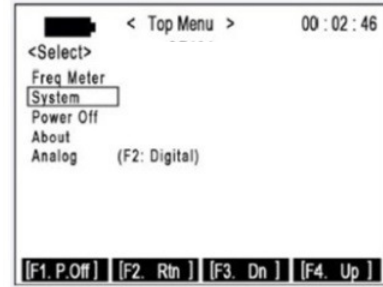 < Top Menu > 00 : 02 : 46
<Select>
Freq Meter
System
Power Off
About
Analog (F2: Digital)
[F1. P.Off] [F2. Rtn ] [F3. Dn ] [F4. Up ]